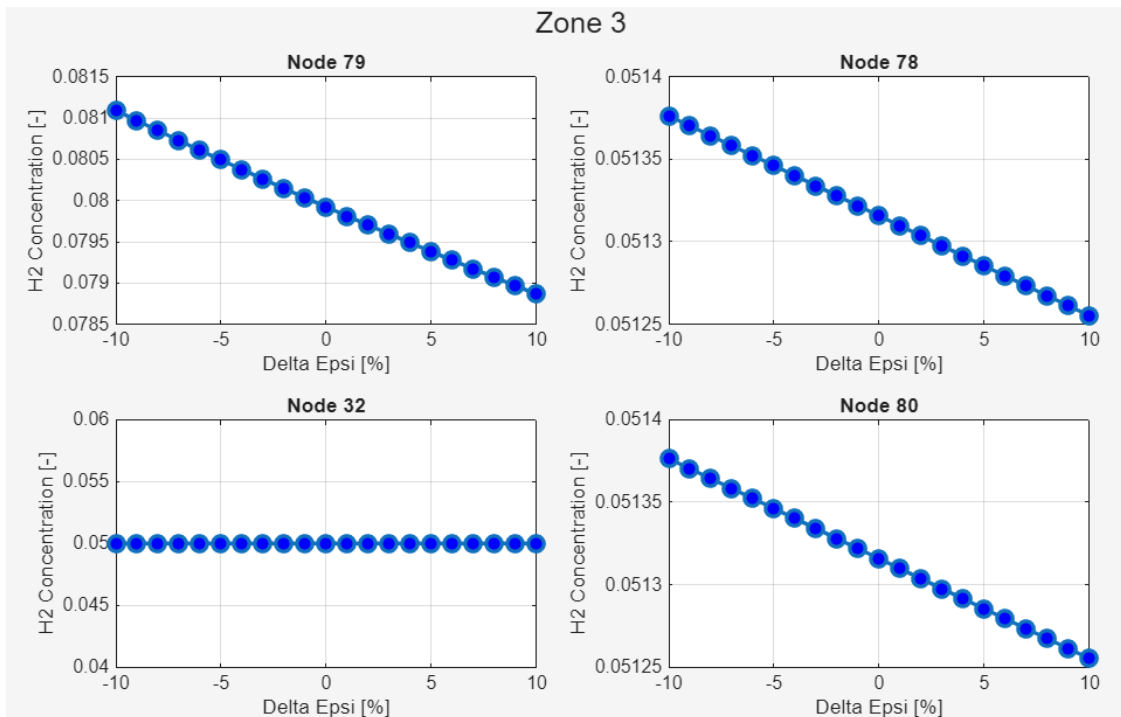 Zone 3
Node 79
0.0815
0.081
0.0805
0.08
0.0795
0.079
0.0785
H2 Concentration [-]
-10 -5 0 5 10
Delta Epsi [%]
Node 78
0.0514
0.05135
0.0513
0.05125
H2 Concentration [-]
-10 -5 0 5 10
Delta Epsi [%]
Node 32
0.06
0.055
0.05
0.045
0.04
H2 Concentration [-]
-10 -5 0 5 10
Delta Epsi [%]
Node 80
0.0514
0.05135
0.0513
0.05125
H2 Concentration [-]
-10 -5 0 5 10
Delta Epsi [%]